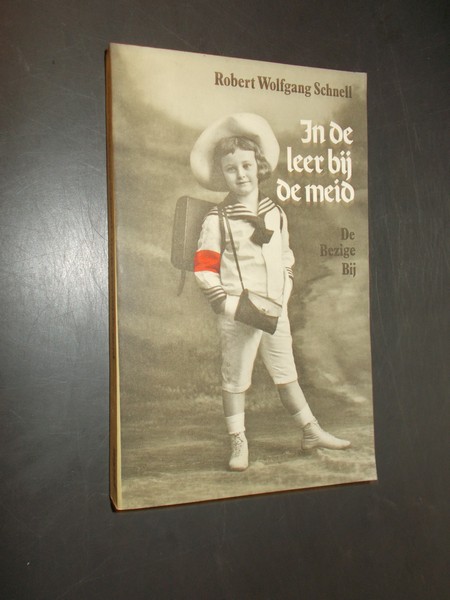 Robert Wolfgang Schnell
In de
leer bij
de meid
De
Bezige
Bij